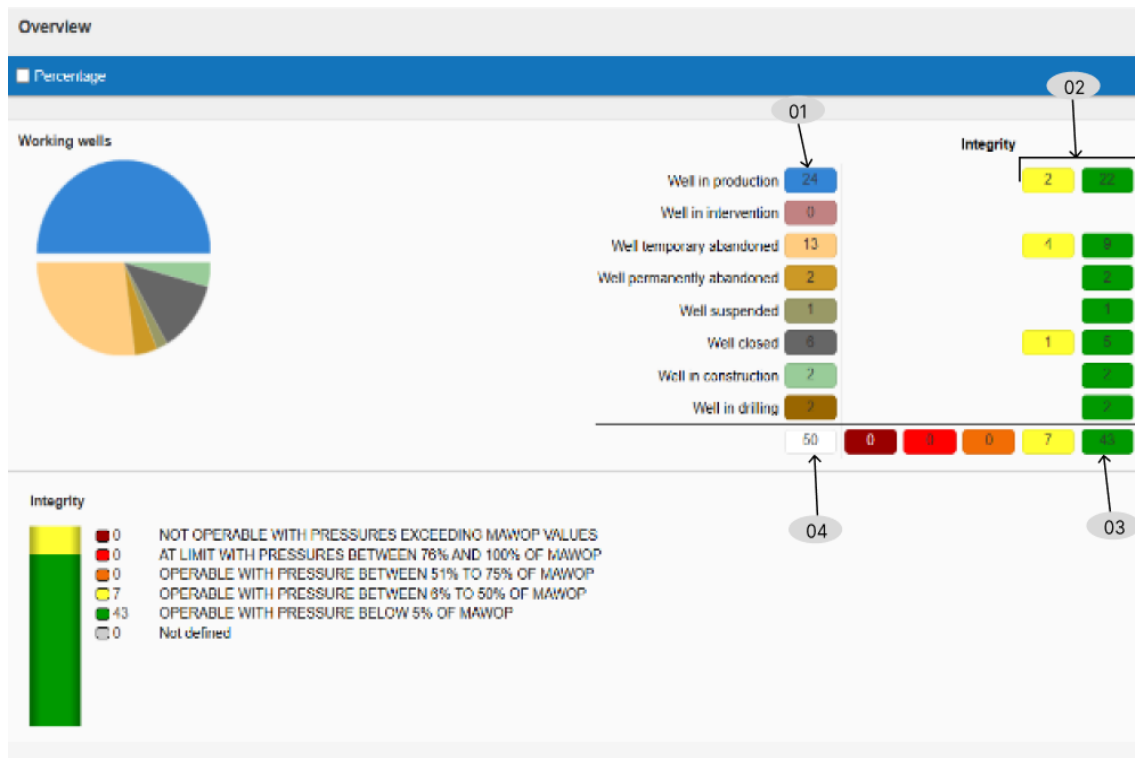 Overview
Percentage
02
01
Working wells
Integrity
Well in production 24 2 22
Well in intervention 0
Well temporary abandoned 13 4 9
Well permanently abandoned 2 2
Well suspended 1 1
Well closed 6 1 5
Well in construction 2 2
Well in drilling 2 2
50 0 0 0 7 43
04
03
Integrity
0 NOT OPERABLE WITH PRESSURES EXCEEDING MAWOP VALUES
0 AT LIMIT WITH PRESSURES BETWEEN 76% AND 100% OF MAWOP
0 OPERABLE WITH PRESSURE BETWEEN 51% TO 75% OF MAWOP
7 OPERABLE WITH PRESSURE BETWEEN 6% TO 50% OF MAWOP
43 OPERABLE WITH PRESSURE BELOW 5% OF MAWOP
0 Not defined